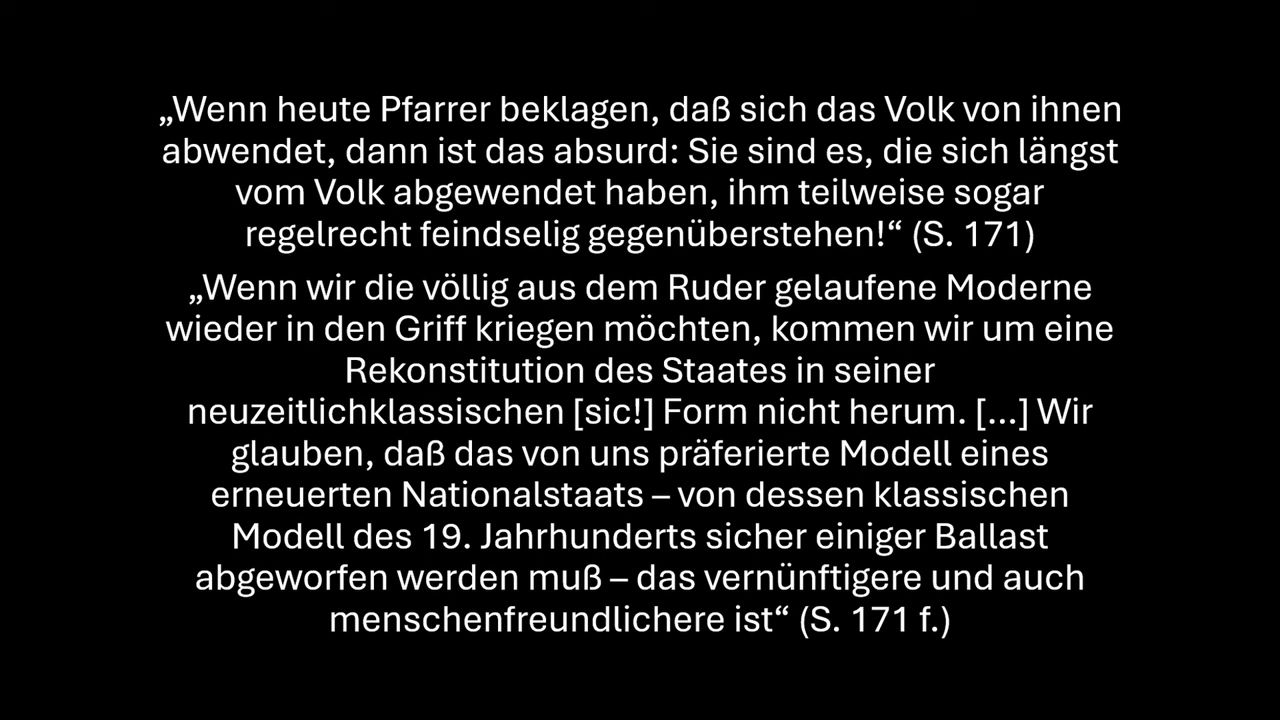 „Wenn heute Pfarrer beklagen, daß sich das Volk von ihnen
abwendet, dann ist das absurd: Sie sind es, die sich längst
vom Volk abgewendet haben, ihm teilweise sogar
regelrecht feindselig gegenüberstehen!“ (S. 171)
„Wenn wir die völlig aus dem Ruder gelaufene Moderne
wieder in den Griff kriegen möchten, kommen wir um eine
Rekonstitution des Staates in seiner
neuzeitlichklassischen [sic!] Form nicht herum. [...] Wir
glauben, daß das von uns präferierte Modell eines
erneuerten Nationalstaats – von dessen klassischen
Modell des 19. Jahrhunderts sicher einiger Ballast
abgeworfen werden muß – das vernünftigere und auch
menschenfreundlichere ist“ (S. 171 f.)